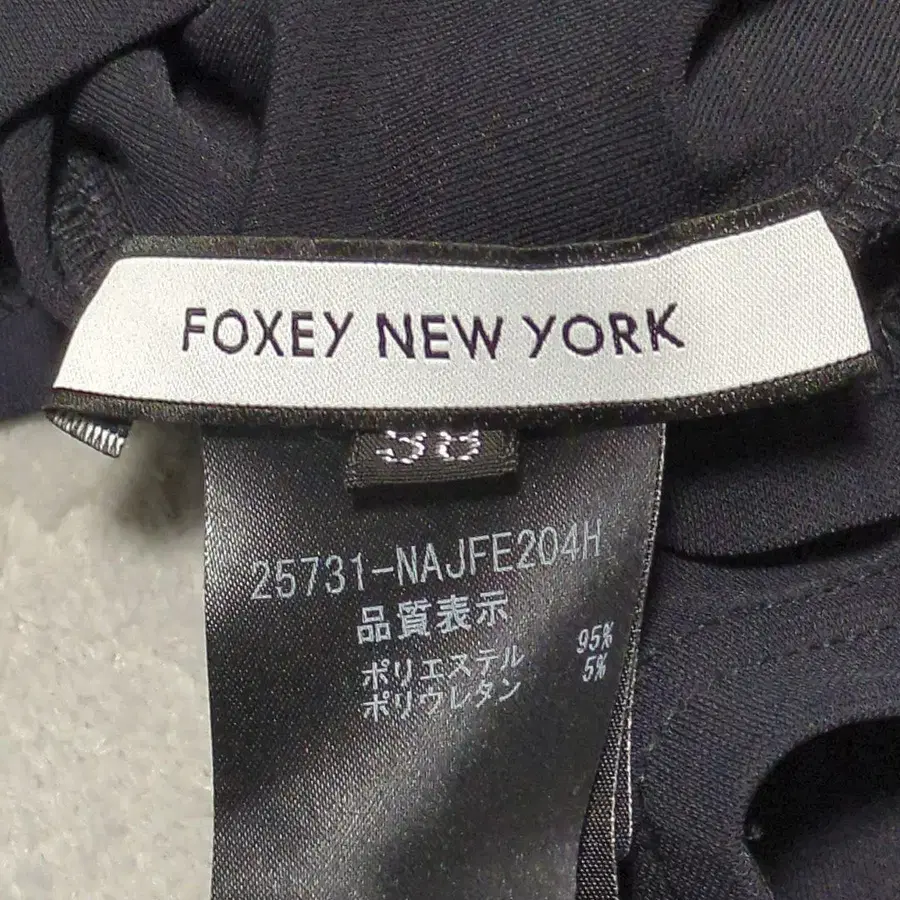 FOXEY NEW YORK
38
25731-NAJFE204H
品質表示
ポリエステル 95%
ポリウレタン 5%